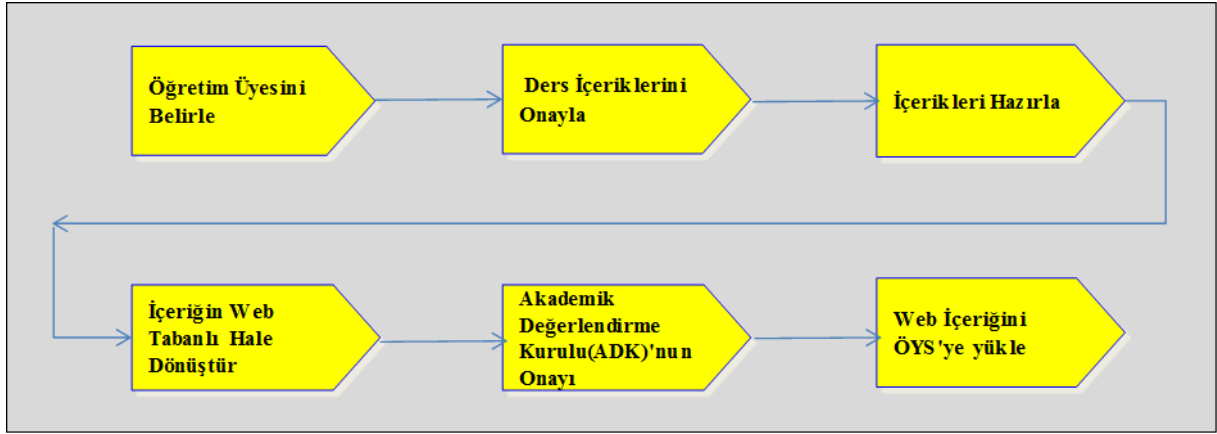 Öğretim Üyesini
Belirle
Ders İçeriklerini
Onayla
İçerikleri Hazırla
İçeriğin Web
Tabanlı Hale
Dönüştür
Akademik
Değerlendirme
Kurulu(ADK)'nun
Onayı
Web İçeriğini
ÖYS'ye yükle